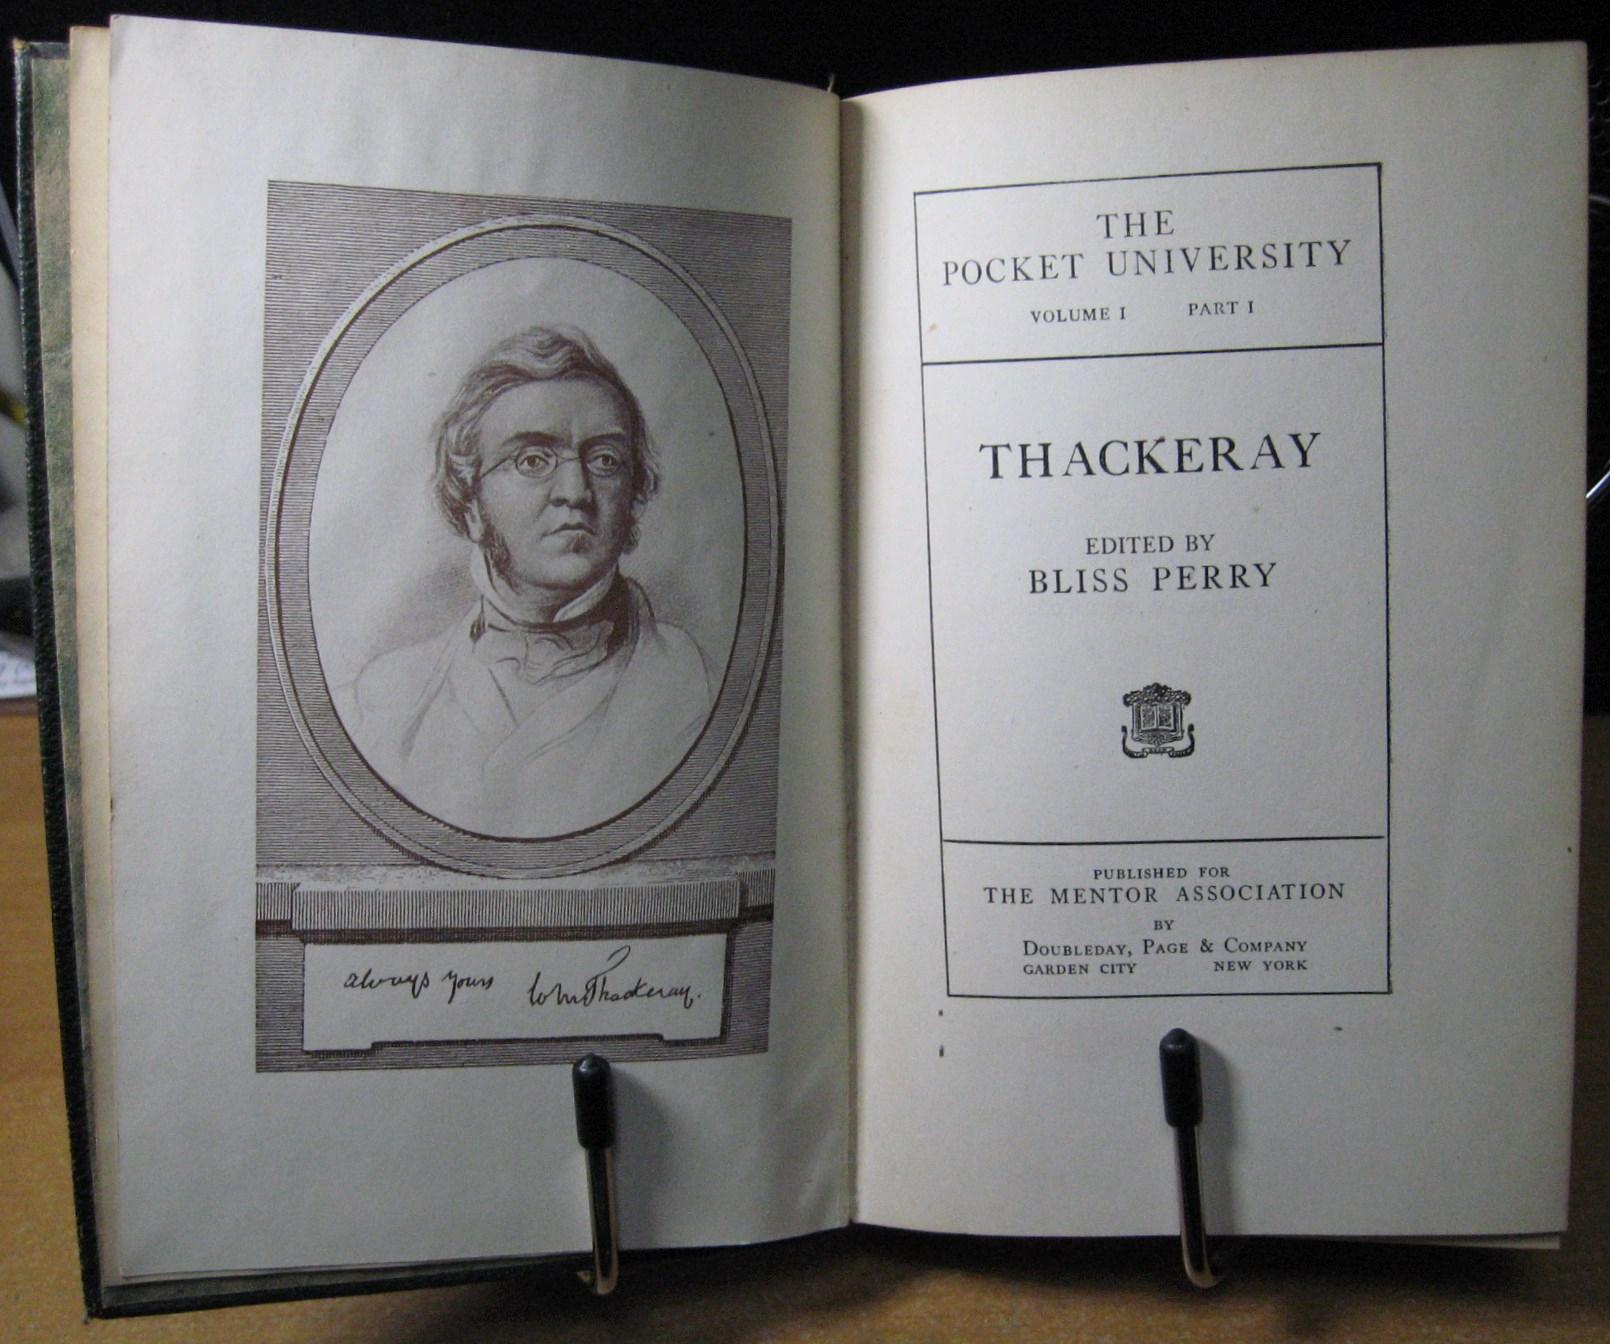 always yours WMThackeray.
THE
POCKET UNIVERSITY
VOLUME I PART I
THACKERAY
EDITED BY
BLISS PERRY
PUBLISHED FOR
THE MENTOR ASSOCIATION
BY
DOUBLEDAY, PAGE & COMPANY
GARDEN CITY NEW YORK